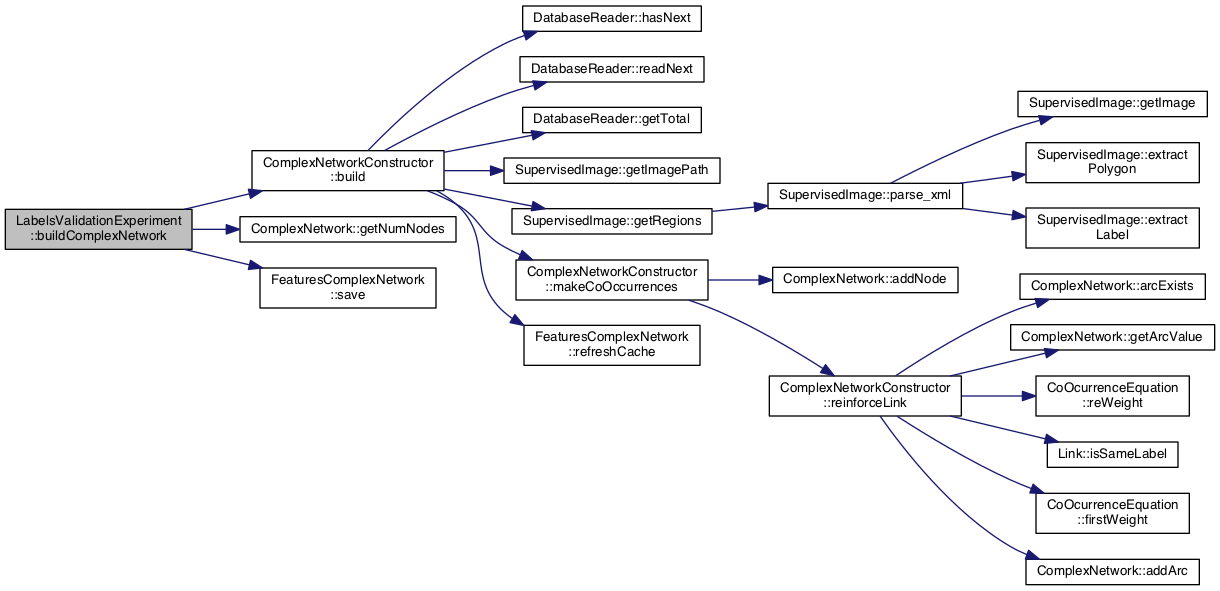 DatabaseReader::hasNext
DatabaseReader::readNext
DatabaseReader::getTotal
ComplexNetworkConstructor
::build
SupervisedImage::getImagePath
SupervisedImage::getRegions
LabelsValidationExperiment
::buildComplexNetwork
ComplexNetwork::getNumNodes
FeaturesComplexNetwork
::save
ComplexNetworkConstructor
::makeCoOccurrences
FeaturesComplexNetwork
::refreshCache
SupervisedImage::parse_xml
SupervisedImage::getImage
SupervisedImage::extract
Polygon
SupervisedImage::extract
Label
ComplexNetwork::addNode
ComplexNetworkConstructor
::reinforceLink
ComplexNetwork::arcExists
ComplexNetwork::getArcValue
CoOcurrenceEquation
::reWeight
Link::isSameLabel
CoOcurrenceEquation
::firstWeight
ComplexNetwork::addArc